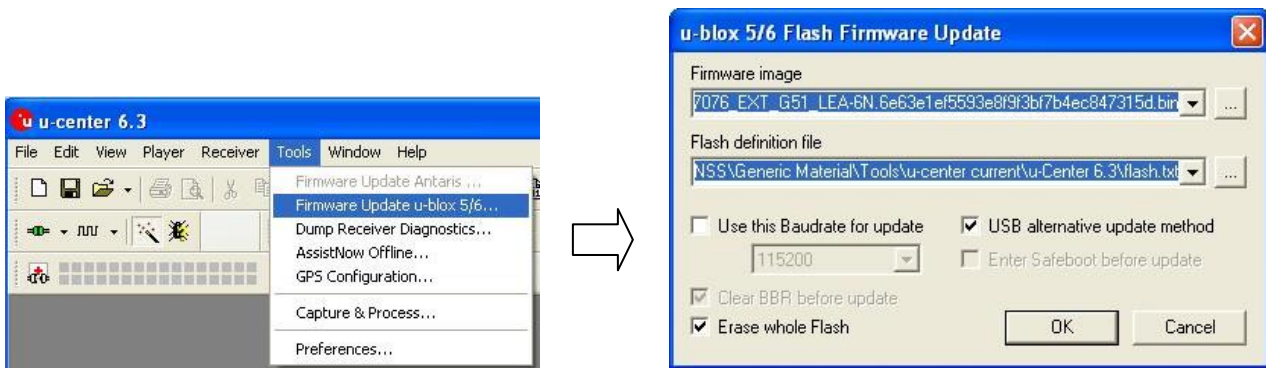 u-center 6.3
File Edit View Player Receiver Tools Window Help
Firmware Update Antaris ...
Firmware Update u-blox 5/6...
Dump Receiver Diagnostics...
AssistNow Offline...
GPS Configuration...
Capture & Process...
Preferences...
u-blox 5/6 Flash Firmware Update
Firmware image
7076_EXT_G51_LEA-6N.6e63e1ef5593e8f9f3bf7b4ec847315d.bin
...
Flash definition file
NSS\Generic Material\Tools\u-center current\u-Center 6.3\flash.txt
...
Use this Baudrate for update
USB alternative update method
115200
Enter Safeboot before update
Clear BBR before update
Erase whole Flash
OK Cancel